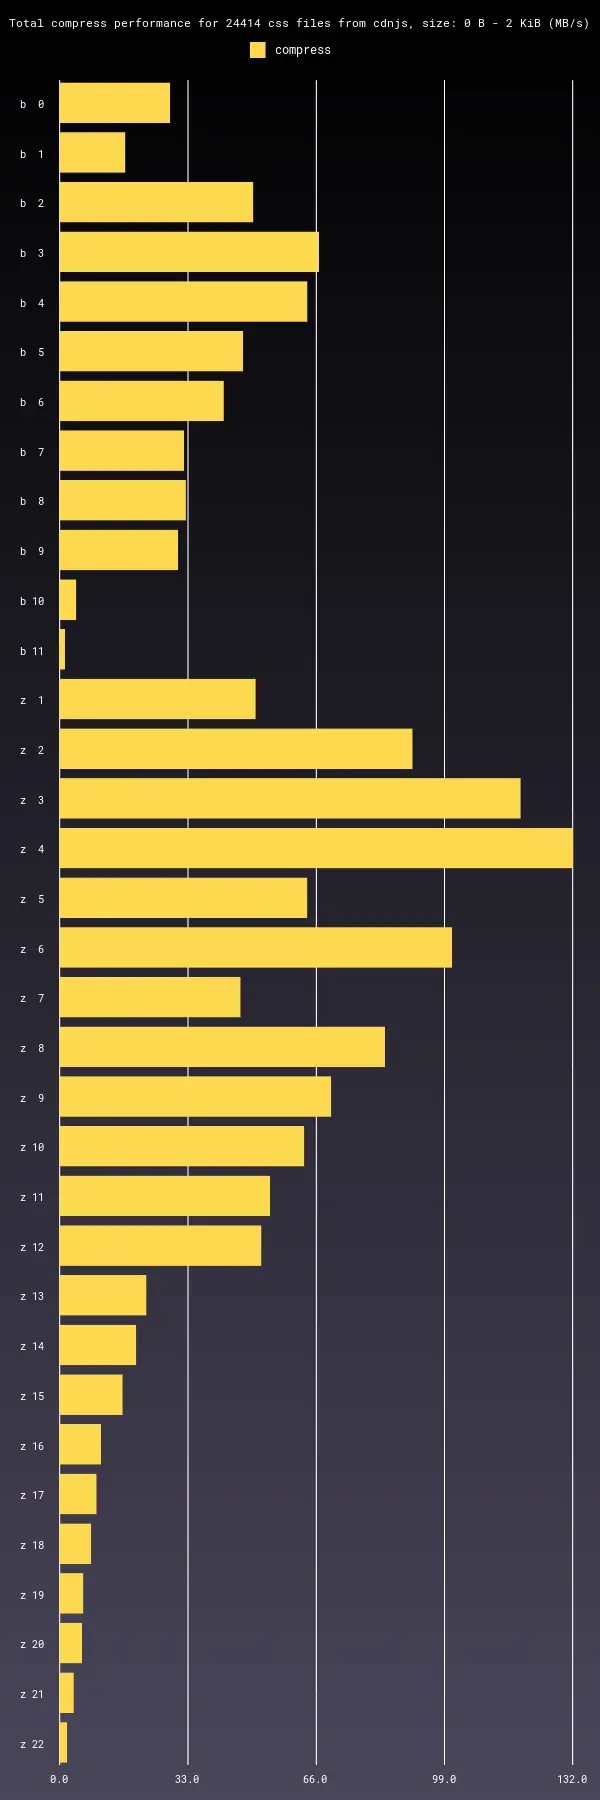 Total compress performance for 24414 css files from cdnjs, size: 0 B - 2 KiB (MB/s)
compress
b 0
b 1
b 2
b 3
b 4
b 5
b 6
b 7
b 8
b 9
b 10
b 11
z 1
z 2
z 3
z 4
z 5
z 6
z 7
z 8
z 9
z 10
z 11
z 12
z 13
z 14
z 15
z 16
z 17
z 18
z 19
z 20
z 21
z 22
0.0 33.0 66.0 99.0 132.0